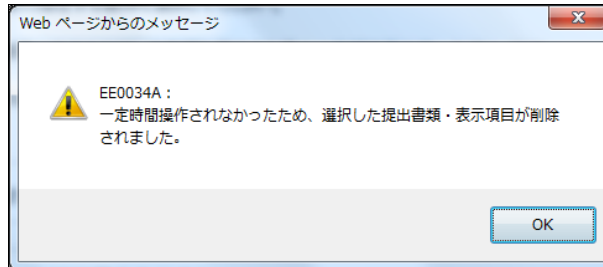 Web ページからのメッセージ
EE0034A：
一定時間操作されなかったため、選択した提出書類・表示項目が削除
されました。
OK